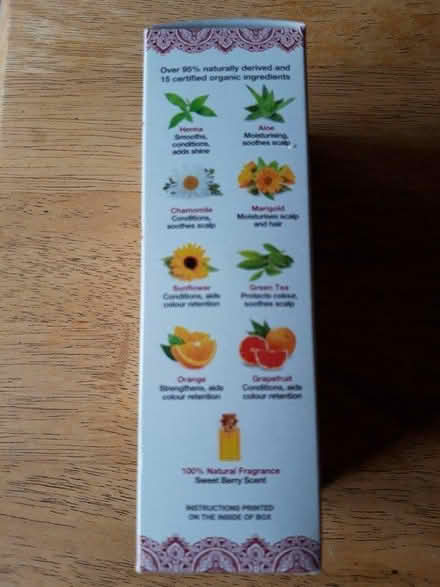 Over 90% naturally derived and
15 certified organic ingredients
Henna
Smooths,
conditions,
adds shine
Aloe
Moisturising,
soothes scalp
Chamomile
Conditions,
soothes scalp
Marigold
Moisturises scalp
and hair
Sunflower
Conditions, aids
colour retention
Green Tea
Protects colour,
soothes scalp
Orange
Strengthens, aids
colour retention
Grapefruit
Conditions, aids
colour retention
100% Natural Fragrance
Sweet Berry Scent
INSTRUCTIONS PRINTED
ON THE INSIDE OF BOX